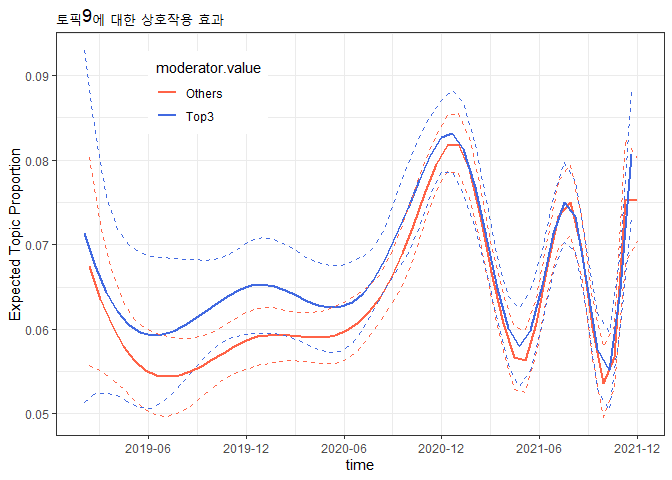 토픽9에 대한 상호작용 효과
moderator.value
Others
Top3
Expected Topic Proportion
0.09
0.08
0.07
0.06
0.05
2019-06 2019-12 2020-06 2020-12 2021-06 2021-12
time